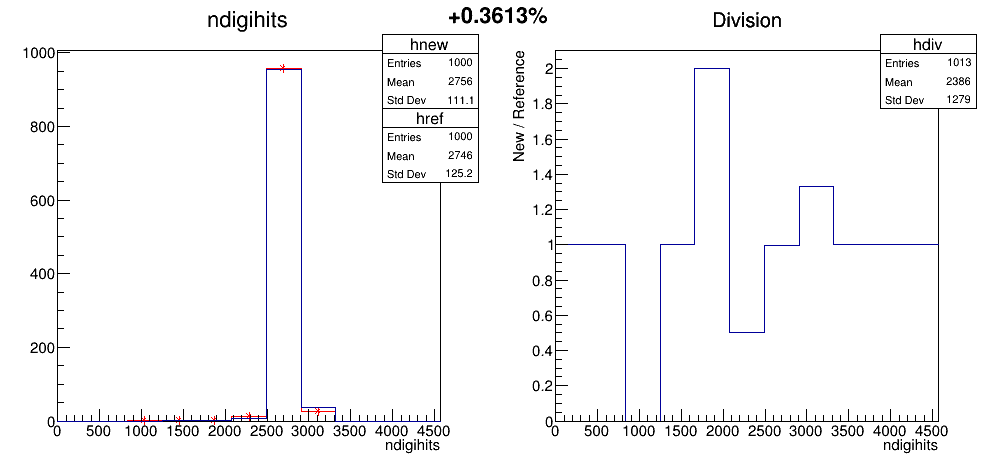 ndigihits
+0.3613%
Division
hnew
Entries 1000
Mean 2756
Std Dev 111.1
href
Entries 1000
Mean 2746
Std Dev 125.2
1000
800
600
400
200
0
0 500 1000 1500 2000 2500 3000 3500 4000 4500
ndigihits
hdiv
Entries 1013
Mean 2386
Std Dev 1279
New / Reference
2
1.8
1.6
1.4
1.2
1
0.8
0.6
0.4
0.2
0
0 500 1000 1500 2000 2500 3000 3500 4000 4500
ndigihits